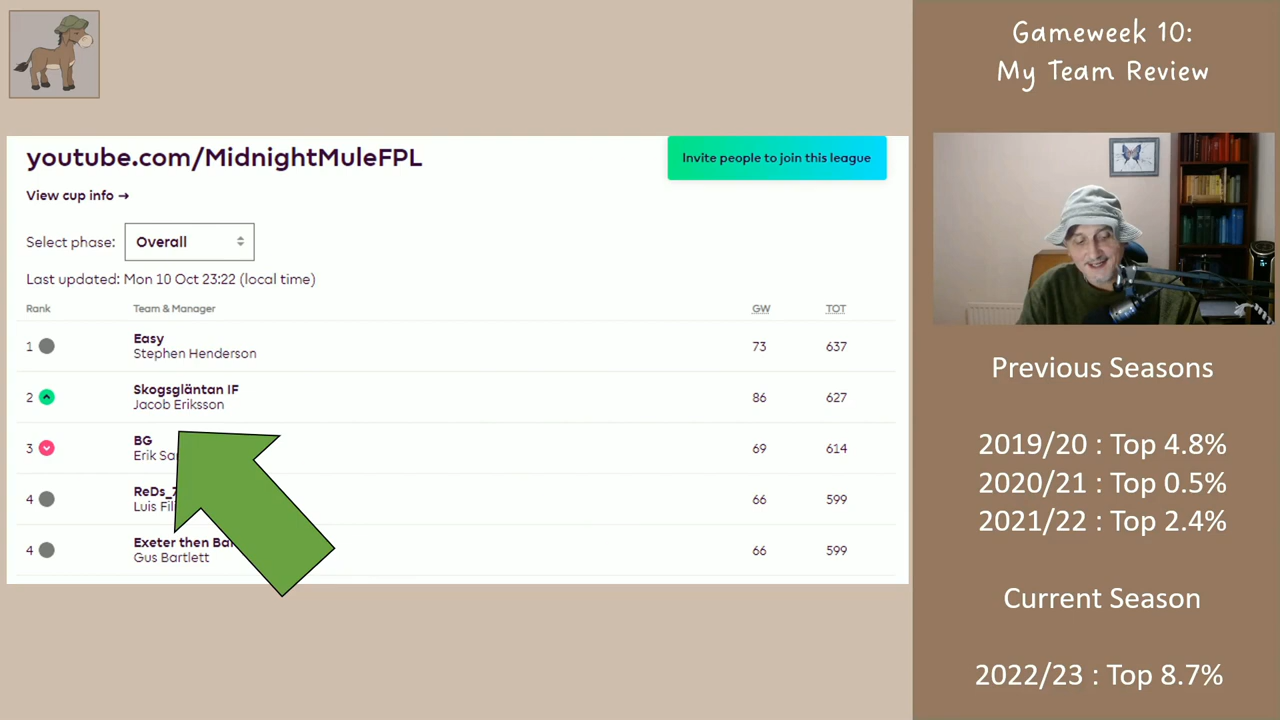 Gameweek 10:
My Team Review
youtube.com/MidnightMuleFPL
Invite people to join this league
View cup info →
Select phase: Overall
Last updated: Mon 10 Oct 23:22 (local time)
Rank Team & Manager GW TOT
1 Easy 73 637
Stephen Henderson
2 Skogsgläntan IF 86 627
Jacob Eriksson
3 BG 69 614
Erik
4 66 599
Luis
4 Exeter then 66 599
Gus Bartlett
Previous Seasons
2019/20 : Top 4.8%
2020/21 : Top 0.5%
2021/22 : Top 2.4%
Current Season
2022/23 : Top 8.7%